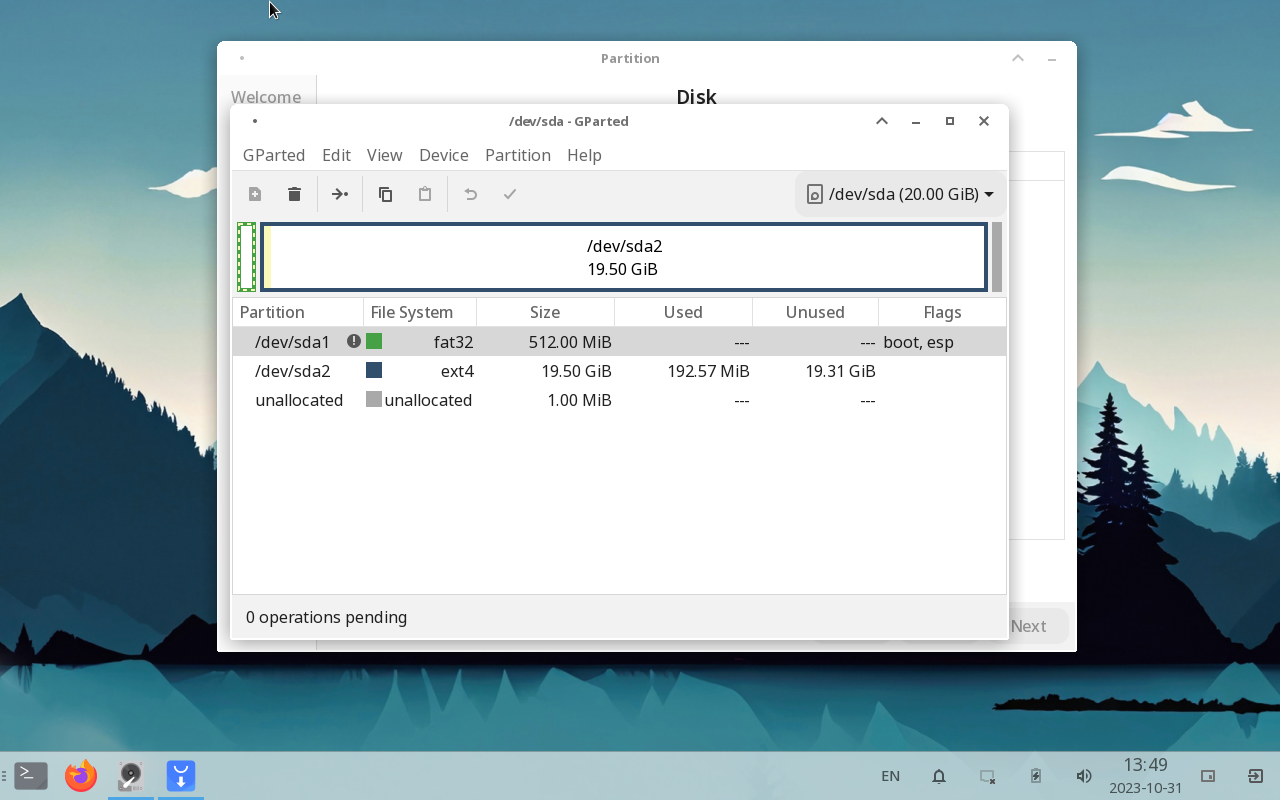 Partition
Welcome
Disk
/dev/sda - GParted
GParted Edit View Device Partition Help
/dev/sda (20.00 GiB)
/dev/sda2
19.50 GiB
Partition File System Size Used Unused Flags
/dev/sda1 fat32 512.00 MiB --- --- boot, esp
/dev/sda2 ext4 19.50 GiB 192.57 MiB 19.31 GiB
unallocated unallocated 1.00 MiB --- ---
0 operations pending
Next
EN
13:49
2023-10-31